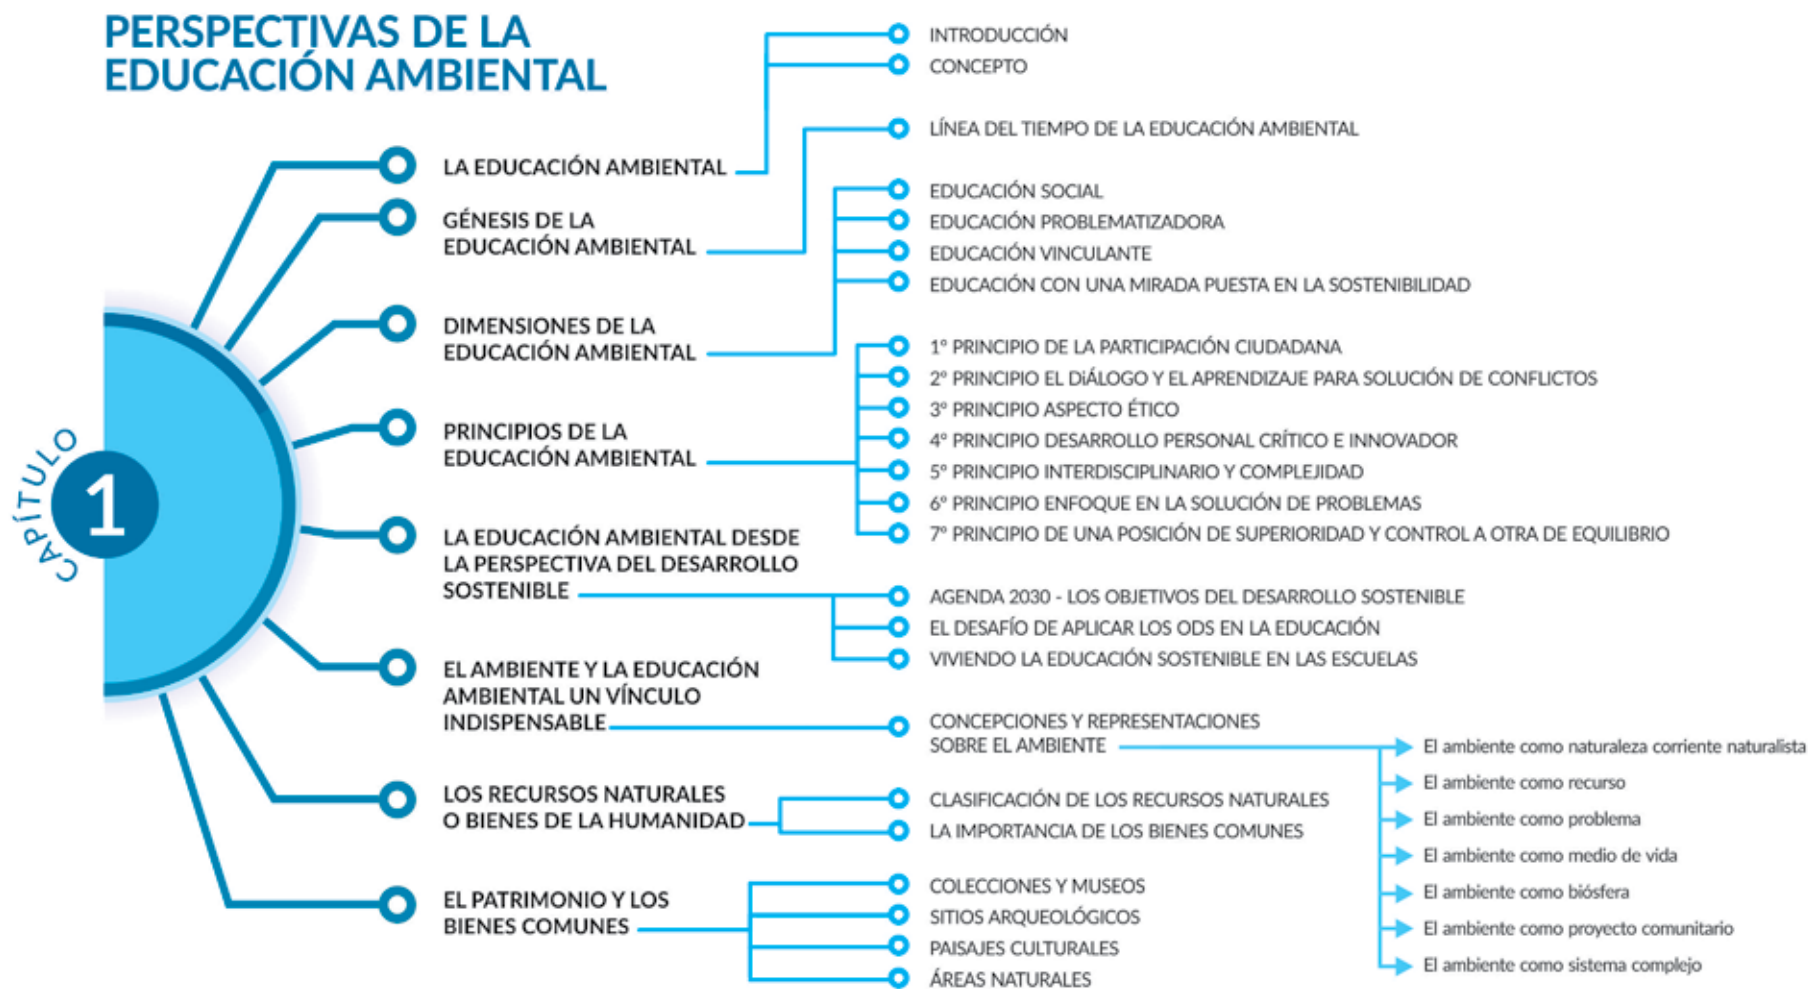 PERSPECTIVAS DE LA
EDUCACIÓN AMBIENTAL
CAPÍTULO
1
LA EDUCACIÓN AMBIENTAL
INTRODUCCIÓN
CONCEPTO
GÉNESIS DE LA
EDUCACIÓN AMBIENTAL
LÍNEA DEL TIEMPO DE LA EDUCACIÓN AMBIENTAL
DIMENSIONES DE LA
EDUCACIÓN AMBIENTAL
EDUCACIÓN SOCIAL
EDUCACIÓN PROBLEMATIZADORA
EDUCACIÓN VINCULANTE
EDUCACIÓN CON UNA MIRADA PUESTA EN LA SOSTENIBILIDAD
PRINCIPIOS DE LA
EDUCACIÓN AMBIENTAL
1º PRINCIPIO DE LA PARTICIPACIÓN CIUDADANA
2º PRINCIPIO EL DiÁLOGO Y EL APRENDIZAJE PARA SOLUCIÓN DE CONFLICTOS
3º PRINCIPIO ASPECTO ÉTICO
4º PRINCIPIO DESARROLLO PERSONAL CRÍTICO E INNOVADOR
5º PRINCIPIO INTERDISCIPLINARIO Y COMPLEJIDAD
6º PRINCIPIO ENFOQUE EN LA SOLUCIÓN DE PROBLEMAS
7º PRINCIPIO DE UNA POSICIÓN DE SUPERIORIDAD Y CONTROL A OTRA DE EQUILIBRIO
LA EDUCACIÓN AMBIENTAL DESDE
LA PERSPECTIVA DEL DESARROLLO
SOSTENIBLE
AGENDA 2030 - LOS OBJETIVOS DEL DESARROLLO SOSTENIBLE
EL DESAFÍO DE APLICAR LOS ODS EN LA EDUCACIÓN
VIVIENDO LA EDUCACIÓN SOSTENIBLE EN LAS ESCUELAS
EL AMBIENTE Y LA EDUCACIÓN
AMBIENTAL UN VÍNCULO
INDISPENSABLE
CONCEPCIONES Y REPRESENTACIONES
SOBRE EL AMBIENTE
El ambiente como naturaleza corriente naturalista
El ambiente como recurso
El ambiente como problema
El ambiente como medio de vida
El ambiente como biósfera
El ambiente como proyecto comunitario
El ambiente como sistema complejo
LOS RECURSOS NATURALES
O BIENES DE LA HUMANIDAD
CLASIFICACIÓN DE LOS RECURSOS NATURALES
LA IMPORTANCIA DE LOS BIENES COMUNES
EL PATRIMONIO Y LOS
BIENES COMUNES
COLECCIONES Y MUSEOS
SITIOS ARQUEOLÓGICOS
PAISAJES CULTURALES
ÁREAS NATURALES